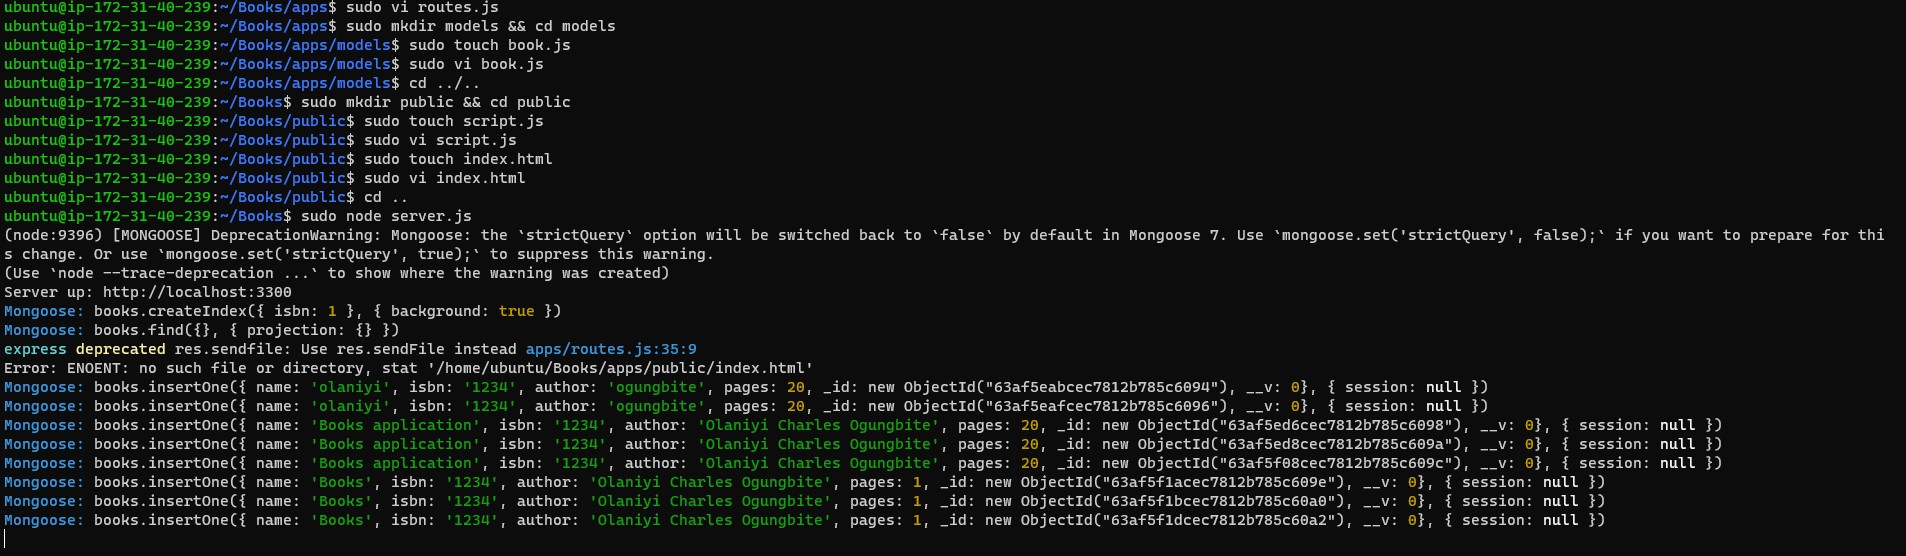 ubuntu@ip-172-31-40-239:~/Books/apps$ sudo vi routes.js
ubuntu@ip-172-31-40-239:~/Books/apps$ sudo mkdir models && cd models
ubuntu@ip-172-31-40-239:~/Books/apps/models$ sudo touch book.js
ubuntu@ip-172-31-40-239:~/Books/apps/models$ sudo vi book.js
ubuntu@ip-172-31-40-239:~/Books/apps/models$ cd ../..
ubuntu@ip-172-31-40-239:~/Books$ sudo mkdir public && cd public
ubuntu@ip-172-31-40-239:~/Books/public$ sudo touch script.js
ubuntu@ip-172-31-40-239:~/Books/public$ sudo vi script.js
ubuntu@ip-172-31-40-239:~/Books/public$ sudo touch index.html
ubuntu@ip-172-31-40-239:~/Books/public$ sudo vi index.html
ubuntu@ip-172-31-40-239:~/Books/public$ cd ..
ubuntu@ip-172-31-40-239:~/Books$ sudo node server.js
(node:9396) [MONGOOSE] DeprecationWarning: Mongoose: the `strictQuery` option will be switched back to `false` by default in Mongoose 7. Use `mongoose.set('strictQuery', false);` if you want to prepare for thi
s change. Or use `mongoose.set('strictQuery', true);` to suppress this warning.
(Use `node --trace-deprecation ...` to show where the warning was created)
Server up: http://localhost:3300
Mongoose: books.createIndex({ isbn: 1 }, { background: true })
Mongoose: books.find({}, { projection: {} })
express deprecated res.sendfile: Use res.sendFile instead apps/routes.js:35:9
Error: ENOENT: no such file or directory, stat '/home/ubuntu/Books/apps/public/index.html'
Mongoose: books.insertOne({ name: 'olaniyi', isbn: '1234', author: 'ogungbite', pages: 20, _id: new ObjectId("63af5eabcec7812b785c6094"), __v: 0}, { session: null })
Mongoose: books.insertOne({ name: 'olaniyi', isbn: '1234', author: 'ogungbite', pages: 20, _id: new ObjectId("63af5eafcec7812b785c6096"), __v: 0}, { session: null })
Mongoose: books.insertOne({ name: 'Books application', isbn: '1234', author: 'Olaniyi Charles Ogungbite', pages: 20, _id: new ObjectId("63af5ed6cec7812b785c6098"), __v: 0}, { session: null })
Mongoose: books.insertOne({ name: 'Books application', isbn: '1234', author: 'Olaniyi Charles Ogungbite', pages: 20, _id: new ObjectId("63af5ed8cec7812b785c609a"), __v: 0}, { session: null })
Mongoose: books.insertOne({ name: 'Books application', isbn: '1234', author: 'Olaniyi Charles Ogungbite', pages: 20, _id: new ObjectId("63af5f08cec7812b785c609c"), __v: 0}, { session: null })
Mongoose: books.insertOne({ name: 'Books', isbn: '1234', author: 'Olaniyi Charles Ogungbite', pages: 1, _id: new ObjectId("63af5f1acec7812b785c609e"), __v: 0}, { session: null })
Mongoose: books.insertOne({ name: 'Books', isbn: '1234', author: 'Olaniyi Charles Ogungbite', pages: 1, _id: new ObjectId("63af5f1bcec7812b785c60a0"), __v: 0}, { session: null })
Mongoose: books.insertOne({ name: 'Books', isbn: '1234', author: 'Olaniyi Charles Ogungbite', pages: 1, _id: new ObjectId("63af5f1dcec7812b785c60a2"), __v: 0}, { session: null })